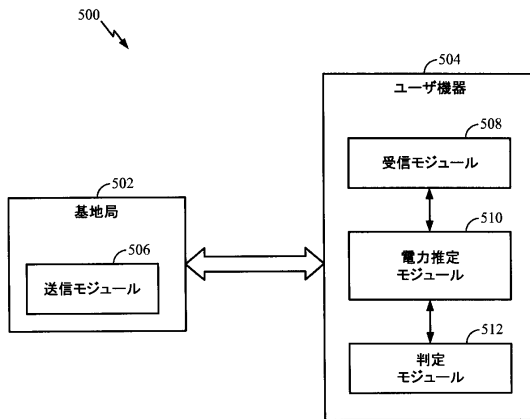 500
504
ユーザ機器
508
受信モジュール
502
基地局
506
送信モジュール
510
電力推定
モジュール
512
判定
モジュール